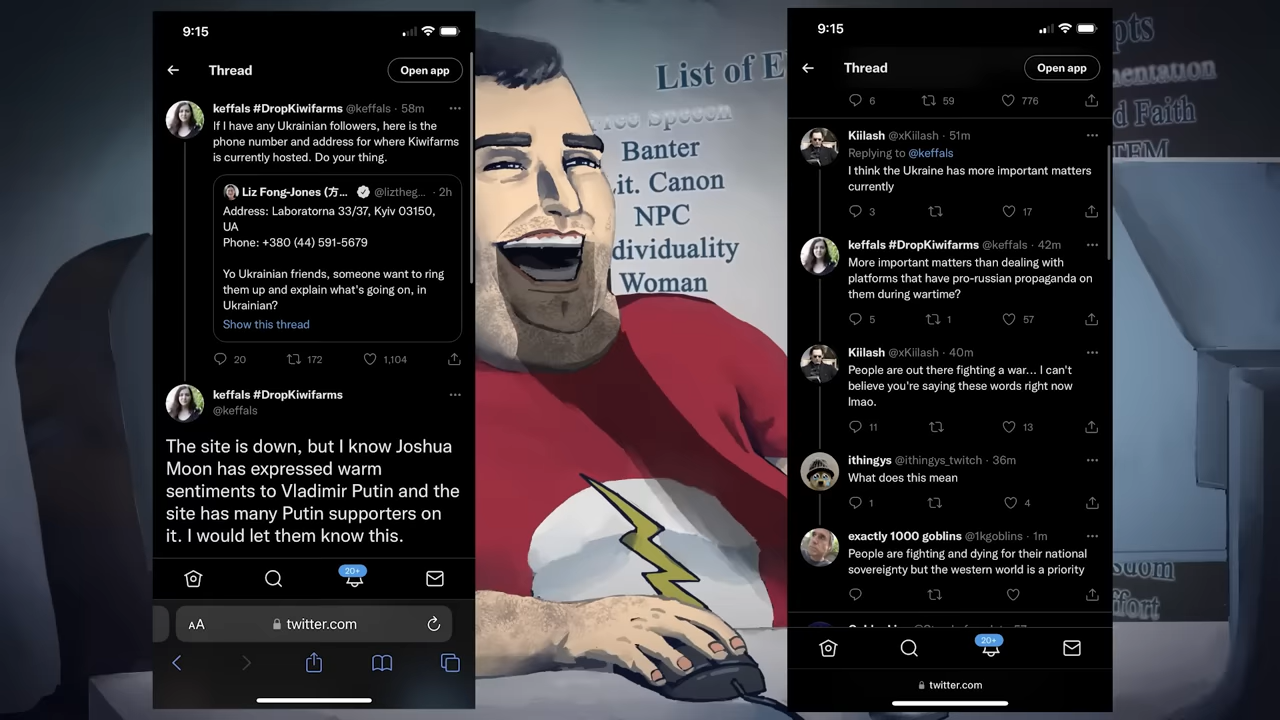 9:15
Thread
Open app
keffals #DropKiwifarms @keffals · 58m
If I have any Ukrainian followers, here is the
phone number and address for where Kiwifarms
is currently hosted. Do your thing.
Liz Fong-Jones (方... @liztheg... · 2h
Address: Laboratorna 33/37, Kyiv 03150,
UA
Phone: +380 (44) 591-5679
Yo Ukrainian friends, someone want to ring
them up and explain what's going on, in
Ukrainian?
Show this thread
20 172 1,104
keffals #DropKiwifarms
@keffals
The site is down, but I know Joshua
Moon has expressed warm
sentiments to Vladimir Putin and the
site has many Putin supporters on
it. I would let them know this.
20+
AA twitter.com
List of E
Free Speech
Banter
Lit. Canon
NPC
dividuality
Woman
9:15
Thread
Open app
6 59 776
Kiilash @xKiilash · 51m
Replying to @keffals
I think the Ukraine has more important matters
currently
3 17
keffals #DropKiwifarms @keffals · 42m
More important matters than dealing with
platforms that have pro-russian propaganda on
them during wartime?
5 1 57
Kiilash @xKiilash · 40m
People are out there fighting a war... I can't
believe you're saying these words right now
lmao.
11 13
ithingys @ithingys_twitch · 36m
What does this mean
1 4
exactly 1000 goblins @1kgoblins · 1m
People are fighting and dying for their national
sovereignty but the western world is a priority
20+
twitter.com
pts
entation
d Faith
TEM
sdom
ffort